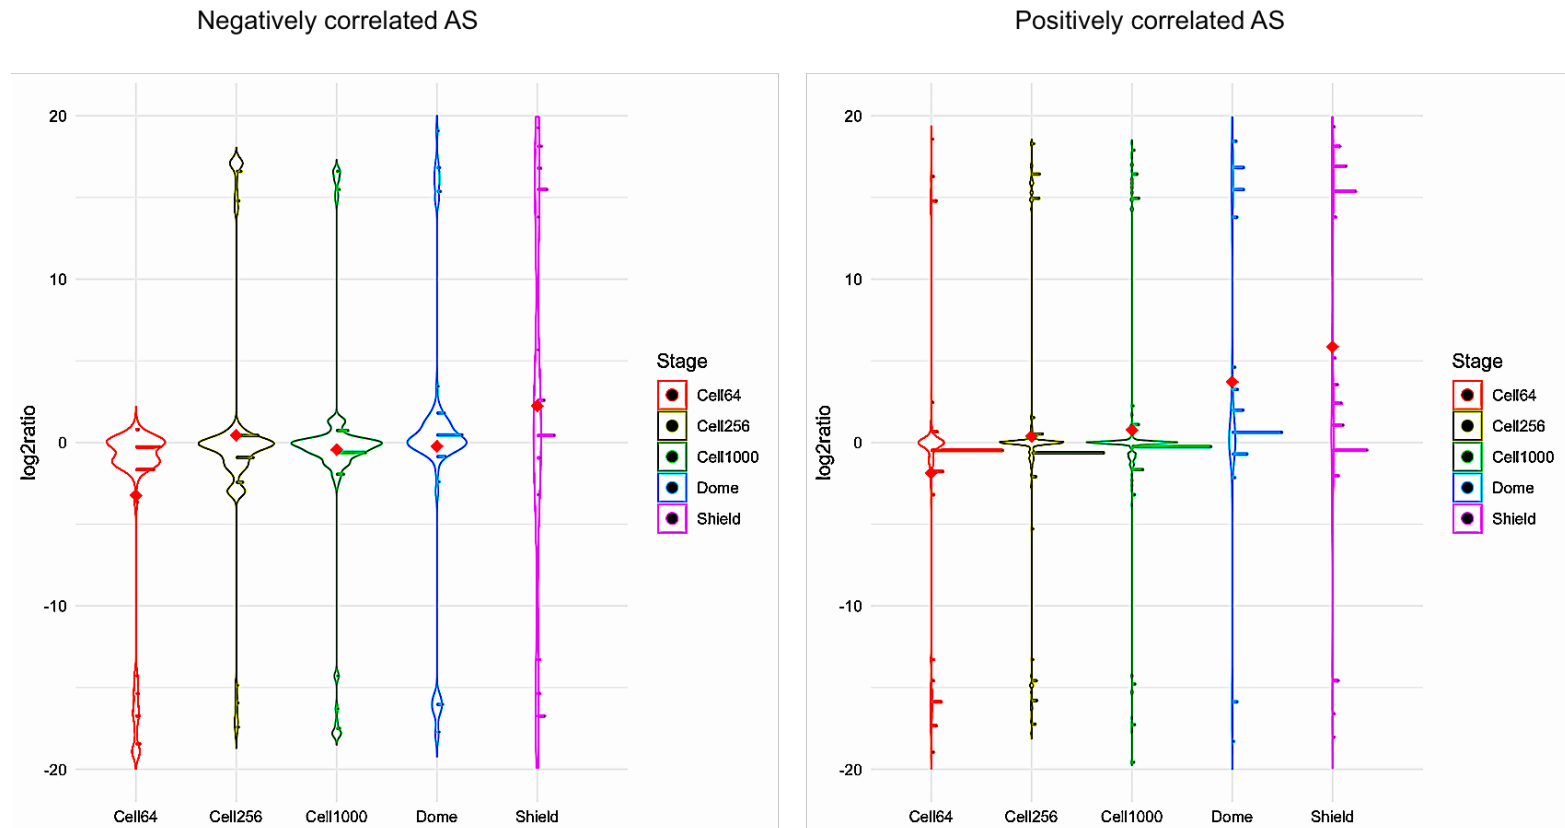 Negatively correlated AS
20
10
0
-10
-20
log2ratio
Cell64
Cell256
Cell1000
Dome
Shield
Stage
Cell64
Cell256
Cell1000
Dome
Shield
Positively correlated AS
20
10
0
-10
-20
log2ratio
Cell64
Cell256
Cell1000
Dome
Shield
Stage
Cell64
Cell256
Cell1000
Dome
Shield